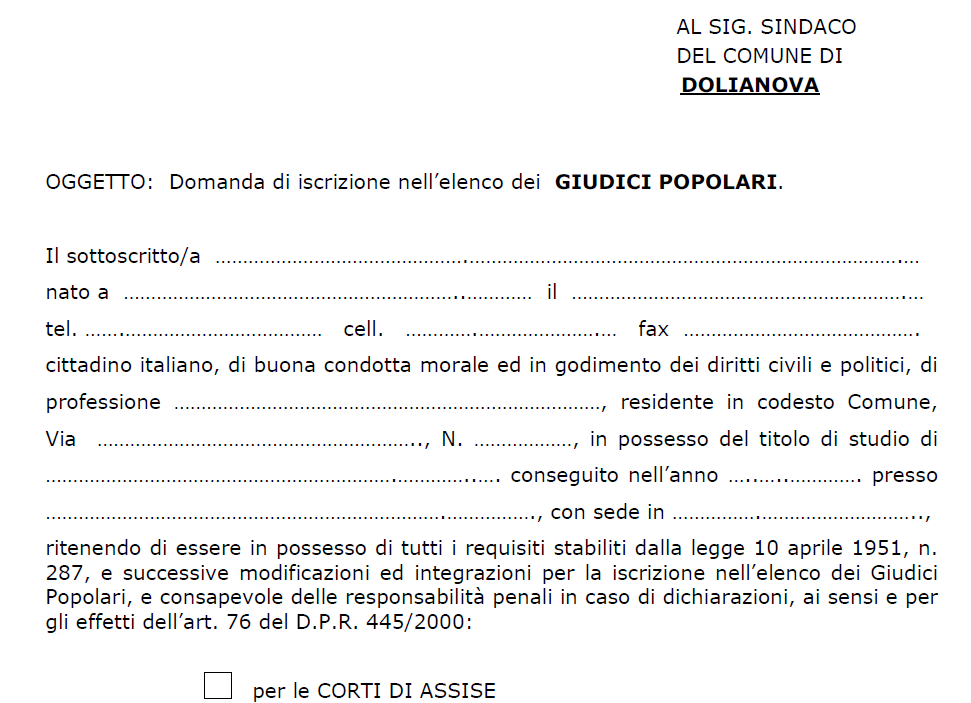 AL SIG. SINDACO
DEL COMUNE DI
DOLIANOVA
OGGETTO: Domanda di iscrizione nell’elenco dei GIUDICI POPOLARI.
Il sottoscritto/a ……………………………………….…………………………………………………………………….…
nato a ……………………………………………………..………… il …………………………………………………….…
tel. …….……………………………… cell. ………….………………….… fax …………………………………….
cittadino italiano, di buona condotta morale ed in godimento dei diritti civili e politici, di
professione ……………………………………………………………………, residente in codesto Comune,
Via ………………………………………………….., N. ………………, in possesso del titolo di studio di
……………………………………………………….…………..…. conseguito nell’anno …..…..…………. presso
……………………………………………………………….……………., con sede in …………….………………………..,
ritenendo di essere in possesso di tutti i requisiti stabiliti dalla legge 10 aprile 1951, n.
287, e successive modificazioni ed integrazioni per la iscrizione nell’elenco dei Giudici
Popolari, e consapevole delle responsabilità penali in caso di dichiarazioni, ai sensi e per
gli effetti dell’art. 76 del D.P.R. 445/2000:
per le CORTI DI ASSISE